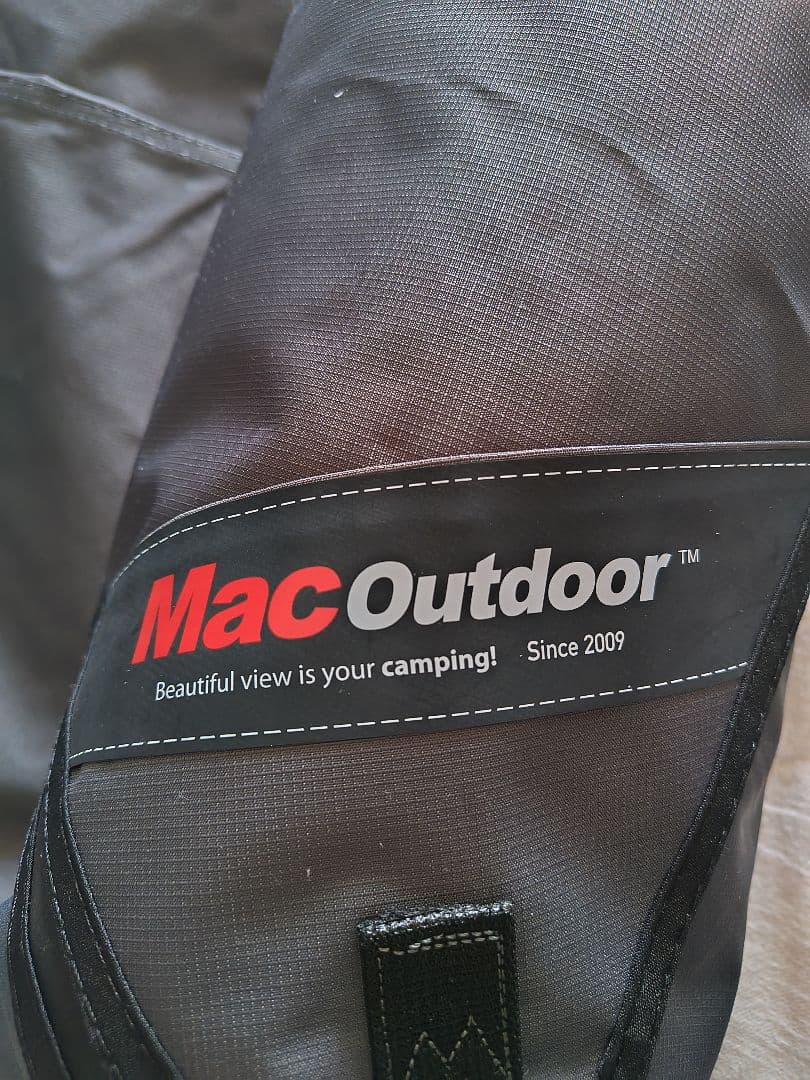 MacOutdoor™
Beautiful view is your camping! Since 2009